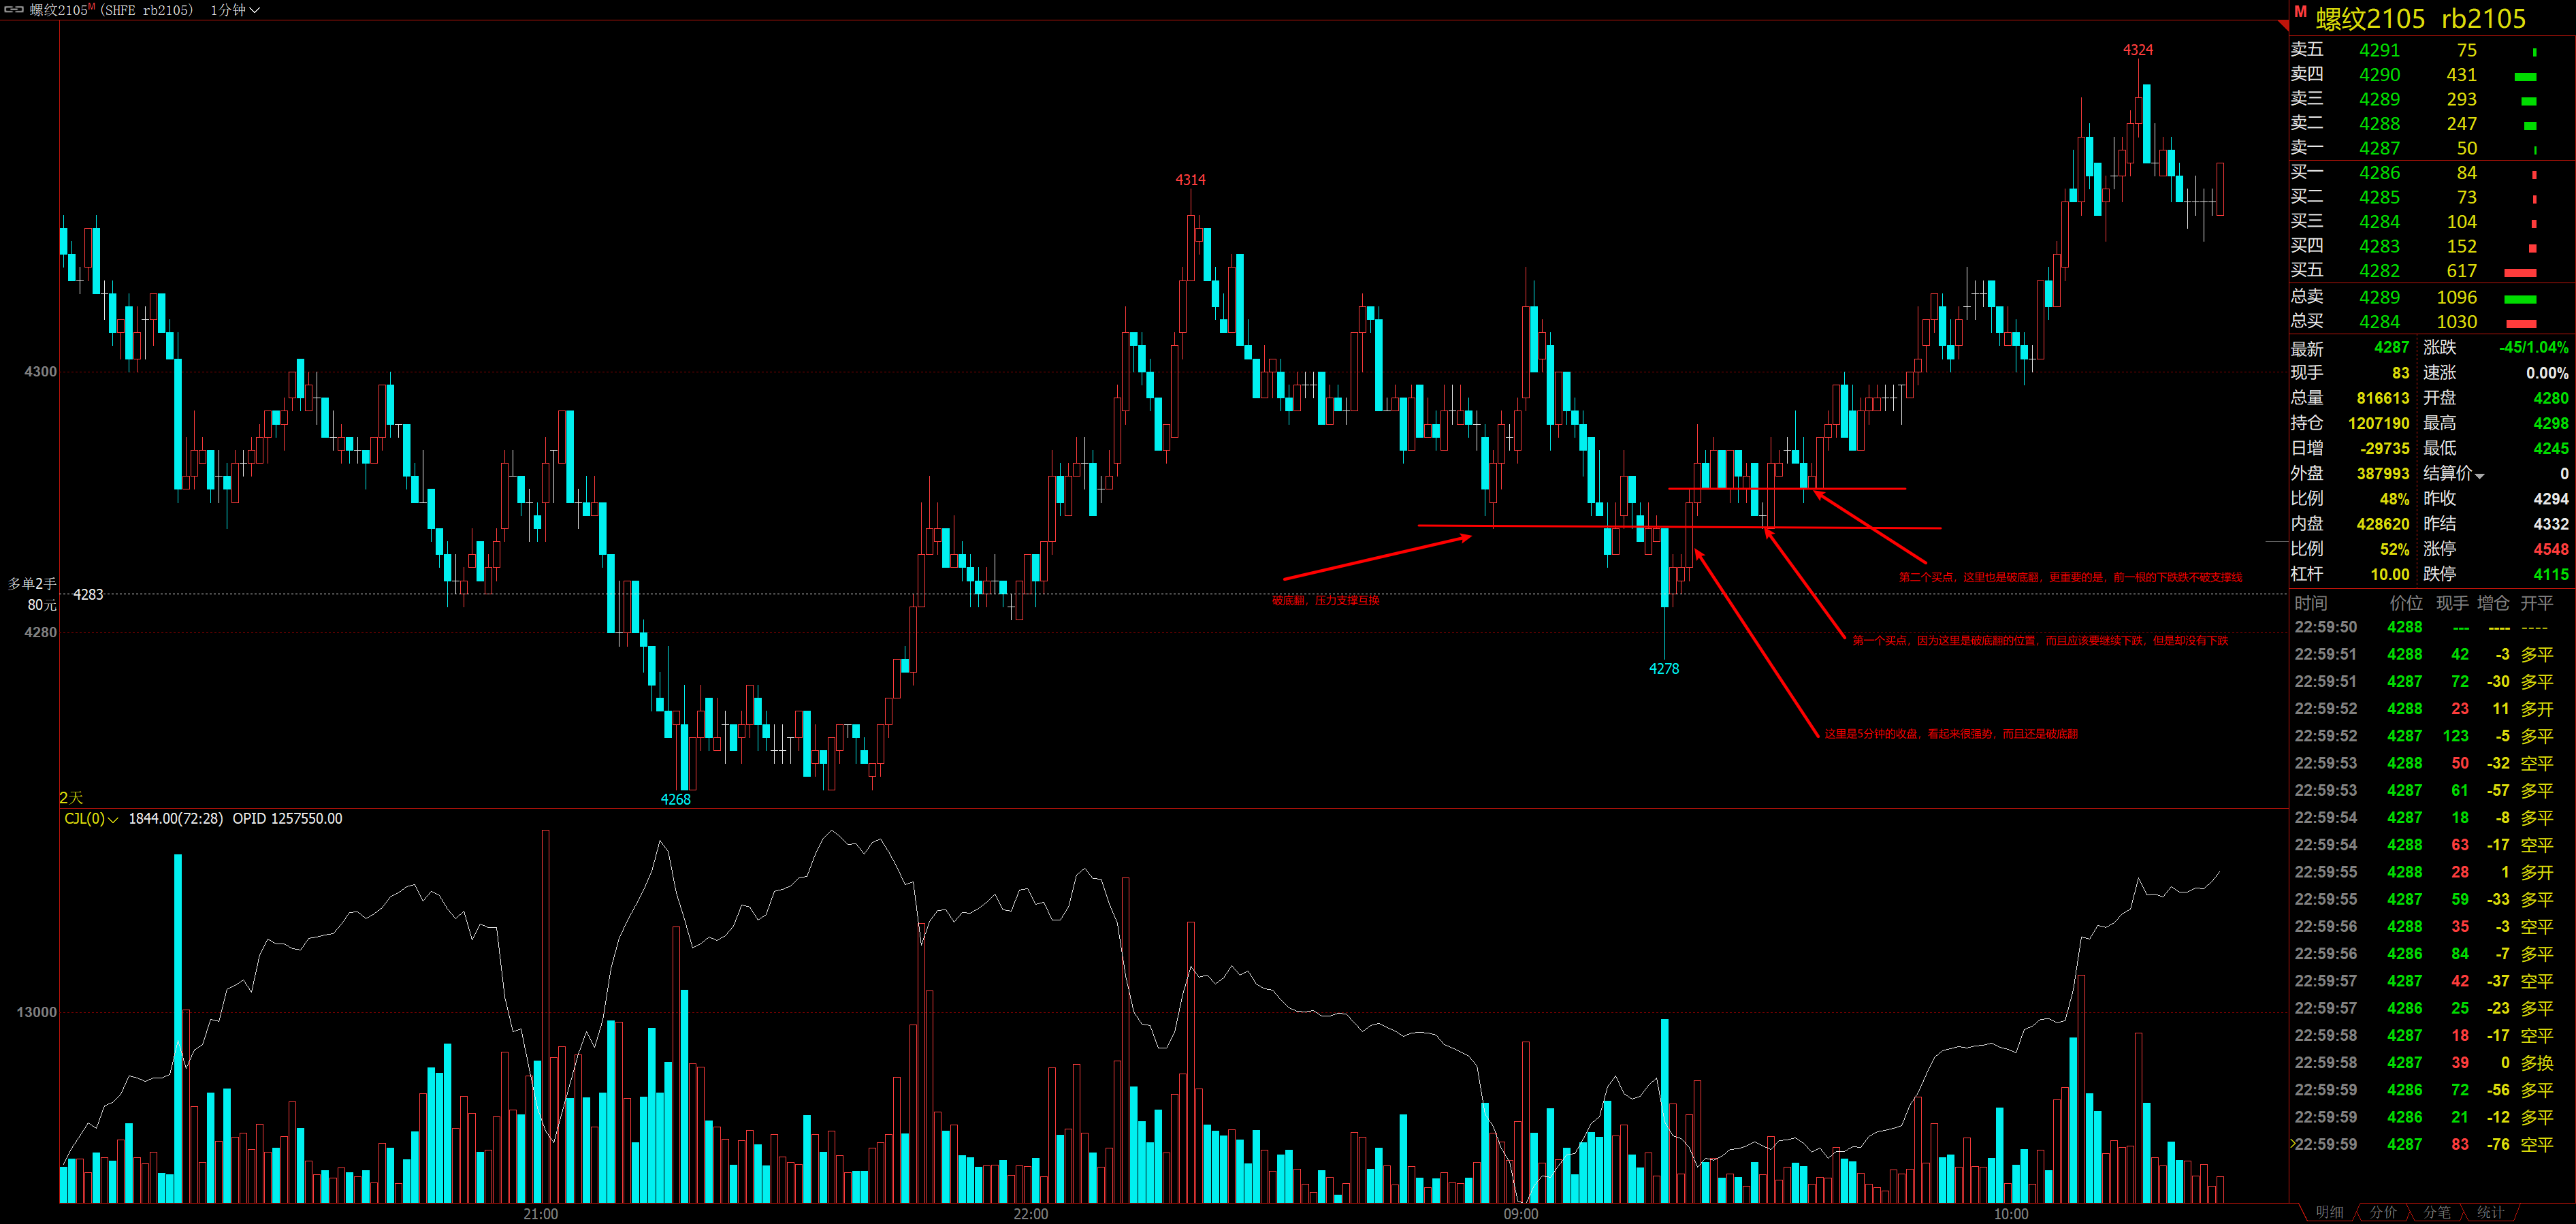 螺纹2105M (SHFE rb2105) 1分钟
4324
4314
4300
多单2手
80元
4283
4280
4278
4268
2天
破底翻,压力支撑互换
第二个买点,这里也是破底翻,更重要的是,前一根的下跌跌不破支撑线
第一个买点,因为这里是破底翻的位置,而目应该要继续下跌,但是却没有下跌
这里是5分钟的收盘,看起来很强势,而且还是破底翻
CJL(0) 1844.00(72:28) OPID 1257550.00
13000
21:00 22:00 09:00 10:00
M 螺纹2105 rb2105
卖五 4291 75
卖四 4290 431
卖三 4289 293
卖二 4288 247
卖一 4287 50
买一 4286 84
买二 4285 73
买三 4284 104
买四 4283 152
买五 4282 617
总卖 4289 1096
总买 4284 1030
最新 4287 涨跌 -45/1.04%
现手 83 速涨 0.00%
总量 816613 开盘 4280
持仓 1207190 最高 4298
日增 -29735 最低 4245
外盘 387993 结算价 0
比例 48% 昨收 4294
内盘 428620 昨结 4332
比例 52% 涨停 4548
杠杆 10.00 跌停 4115
时间 价位 现手 增仓 开平
22:59:50 4288 --- ---- ----
22:59:51 4288 42 -3 多平
22:59:51 4287 72 -30 多平
22:59:52 4288 23 11 多开
22:59:52 4287 123 -5 多平
22:59:53 4288 50 -32 空平
22:59:53 4287 61 -57 多平
22:59:54 4287 18 -8 多平
22:59:54 4288 63 -17 空平
22:59:55 4288 28 1 多开
22:59:55 4287 59 -33 多平
22:59:56 4288 35 -3 空平
22:59:56 4286 84 -7 多平
22:59:57 4287 42 -37 空平
22:59:57 4286 25 -23 多平
22:59:58 4287 18 -17 空平
22:59:58 4287 39 0 多换
22:59:59 4286 72 -56 多平
22:59:59 4286 21 -12 多平
22:59:59 4287 83 -76 空平
明细 分价 分笔 统计